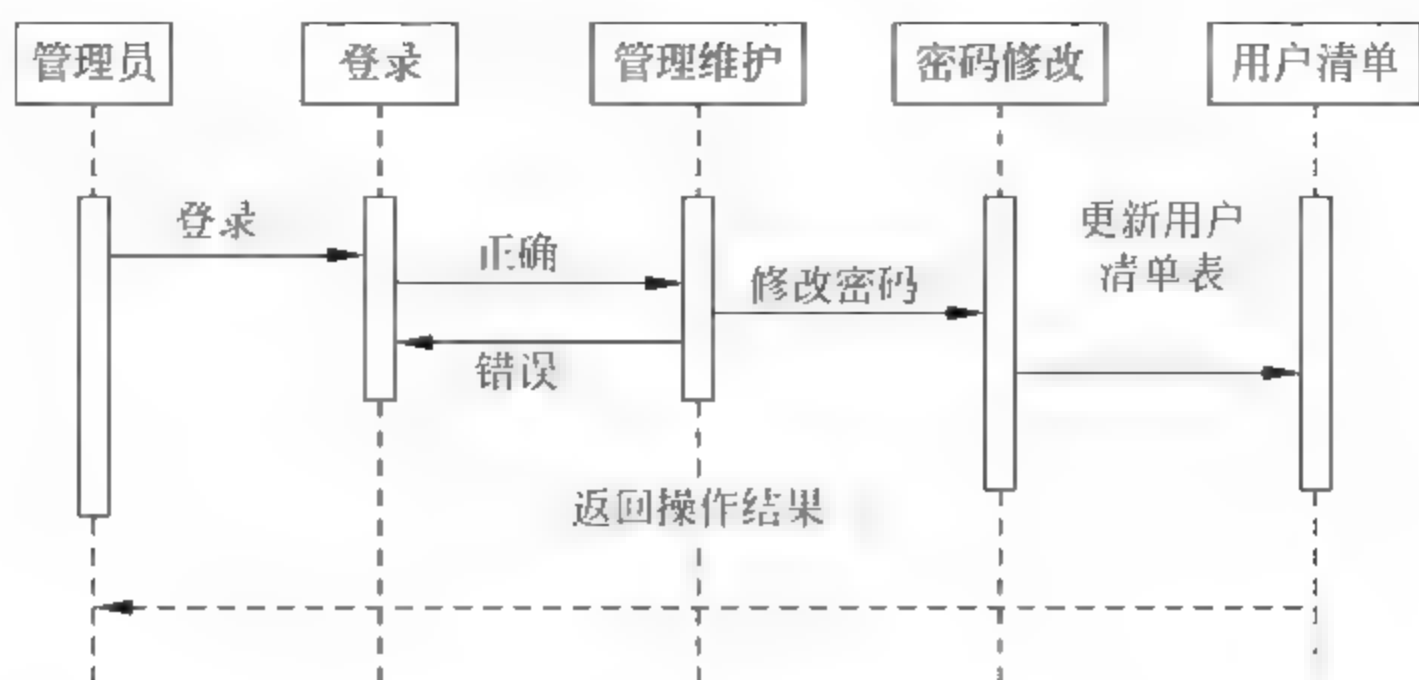 管理员
登录
管理维护
密码修改
用户清单
登录
正确
修改密码
更新用户
清单表
错误
返回操作结果